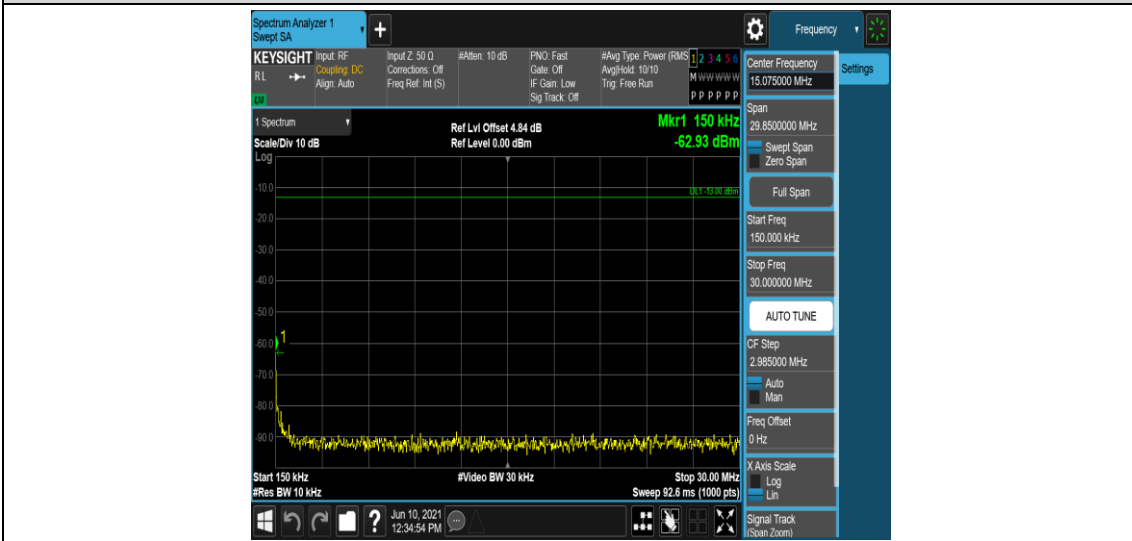 Spectrum Analyzer 1
Swept SA
+
Frequency
KEYSIGHT
RL
LXI
Input: RF
Coupling: DC
Align: Auto
Input Z: 50 Ω
Corrections: Off
Freq Ref: Int (S)
#Atten: 10 dB
PNO: Fast
Gate: Off
IF Gain: Low
Sig Track: Off
#Avg Type: Power (RMS
Avg|Hold: 10/10
Trig: Free Run
1 2 3 4 5 6
M W W W W W
P P P P P P
1 Spectrum
Scale/Div 10 dB
Log
Ref Lvl Offset 4.84 dB
Ref Level 0.00 dBm
Mkr1 150 kHz
-62.93 dBm
DL1 -13.00 dBm
-10.0
-20.0
-30.0
-40.0
-50.0
-60.0
-70.0
-80.0
-90.0
1
Start 150 kHz
#Video BW 30 kHz
Stop 30.00 MHz
#Res BW 10 kHz
Sweep 92.6 ms (1000 pts)
?
Jun 10, 2021
12:34:54 PM
Center Frequency
15.075000 MHz
Span
29.8500000 MHz
Swept Span
Zero Span
Full Span
Start Freq
150.000 kHz
Stop Freq
30.000000 MHz
AUTO TUNE
CF Step
2.985000 MHz
Auto
Man
Freq Offset
0 Hz
X Axis Scale
Log
Lin
Signal Track
(Span Zoom)
Settings